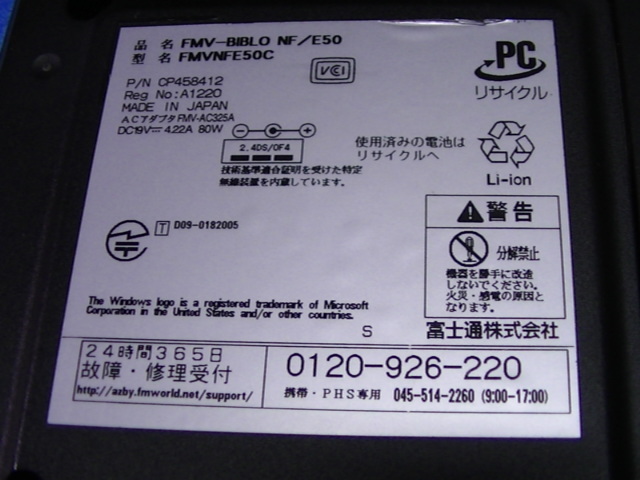 品 名 FMV-BIBLO NF/E50
型 名 FMVNFE50C
VCI
P/N CP458412
Reg No:A1220
MADE IN JAPAN
ACアダプタFMV-AC325A
DC19V⎓4.22A 80W
2.4DS/OF4
技術基準適合証明を受けた特定
無線装置を内蔵しています。
PC
リサイクル
使用済みの電池は
リサイクルへ
Li-ion
T D09-0182005
警告
分解禁止
機器を勝手に改造
しないでください。
火災・感電の原因と
なります。
The Windows logo is a registered trademark of Microsoft
Corporation in the United States and/or other countries.
S
富士通株式会社
24時間365日
故障・修理受付
http://azby.fmworld.net/support/
0120-926-220
携帯・PHS専用 045-514-2260 (9:00-17:00)